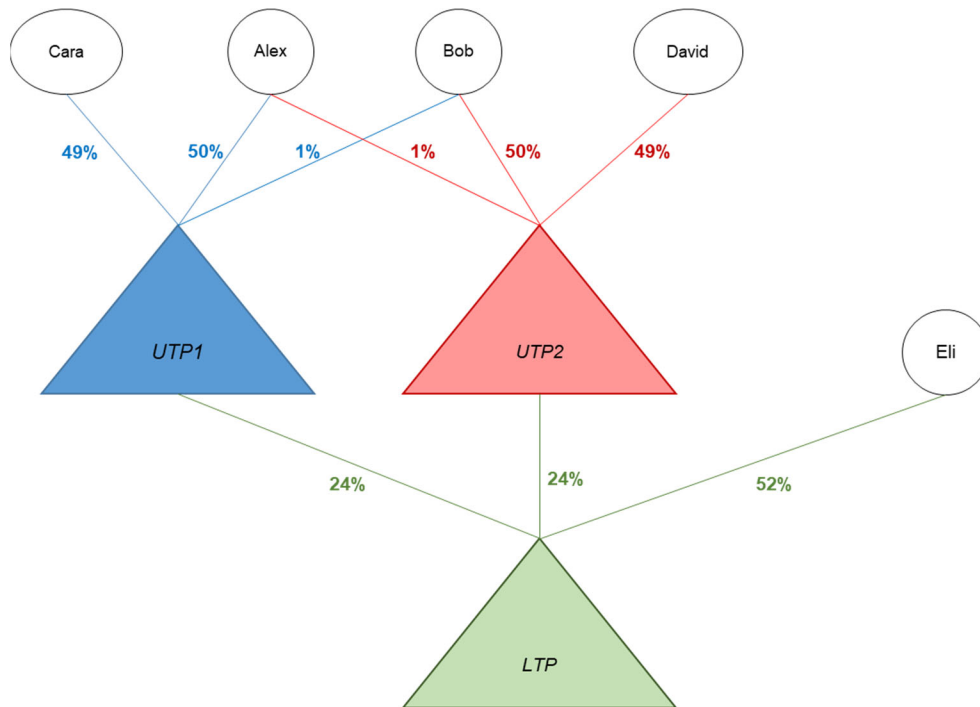 Cara
Alex
Bob
David
49%
50%
1%
1%
50%
49%
UTP1
UTP2
Eli
24%
24%
52%
LTP